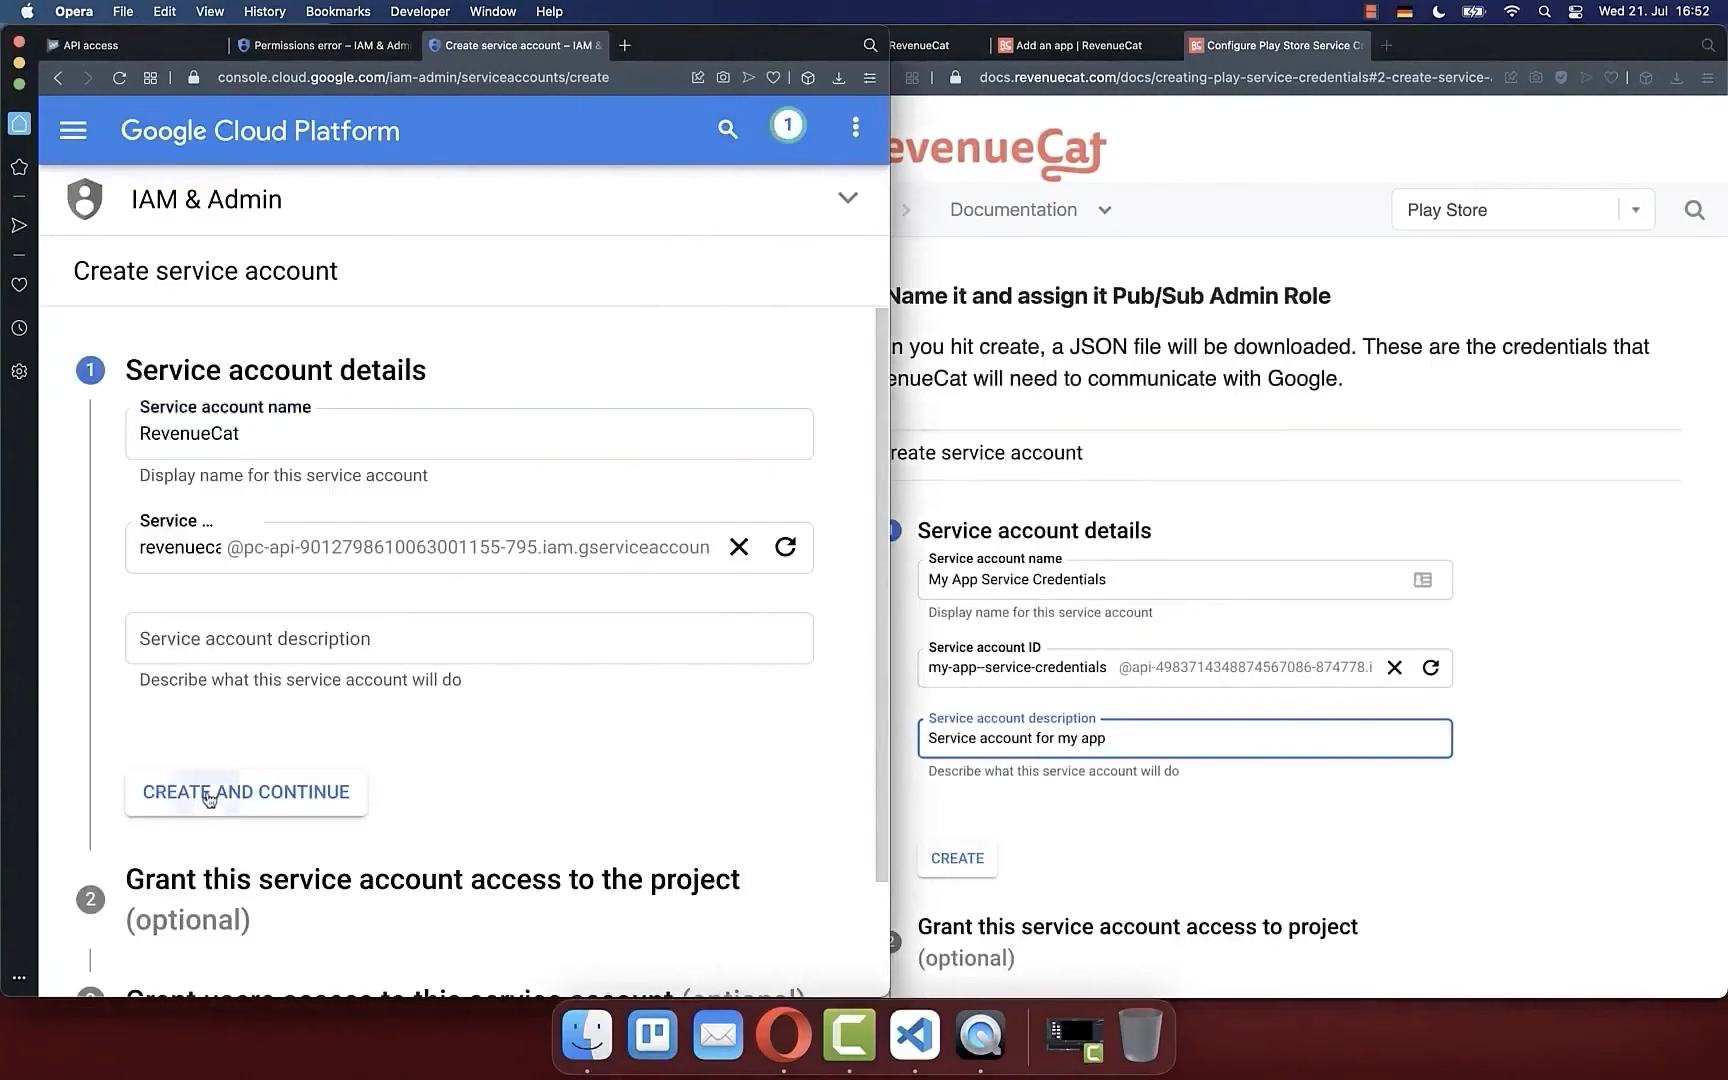 Opera File Edit View History Bookmarks Developer Window Help Wed 21. Jul 16:52
API access Permissions error – IAM & Adm Create service account – IAM &
RevenueCat Add an app | RevenueCat Configure Play Store Service C
console.cloud.google.com/iam-admin/serviceaccounts/create
docs.revenuecat.com/docs/creating-play-service-credentials#2-create-service-
Google Cloud Platform
1
IAM & Admin
Create service account
1 Service account details
Service account name
RevenueCat
Display name for this service account
Service ...
revenueca @pc-api-9012798610063001155-795.iam.gserviceaccoun
Service account description
Describe what this service account will do
CREATE AND CONTINUE
2 Grant this service account access to the project
(optional)
Grant users access to this service account (optional)
evenueCat
Documentation
Play Store
Name it and assign it Pub/Sub Admin Role
n you hit create, a JSON file will be downloaded. These are the credentials that
enueCat will need to communicate with Google.
reate service account
Service account details
Service account name
My App Service Credentials
Display name for this service account
Service account ID
my-app--service-credentials @api-4983714348874567086-874778.i
Service account description
Service account for my app
Describe what this service account will do
CREATE
2 Grant this service account access to project
(optional)